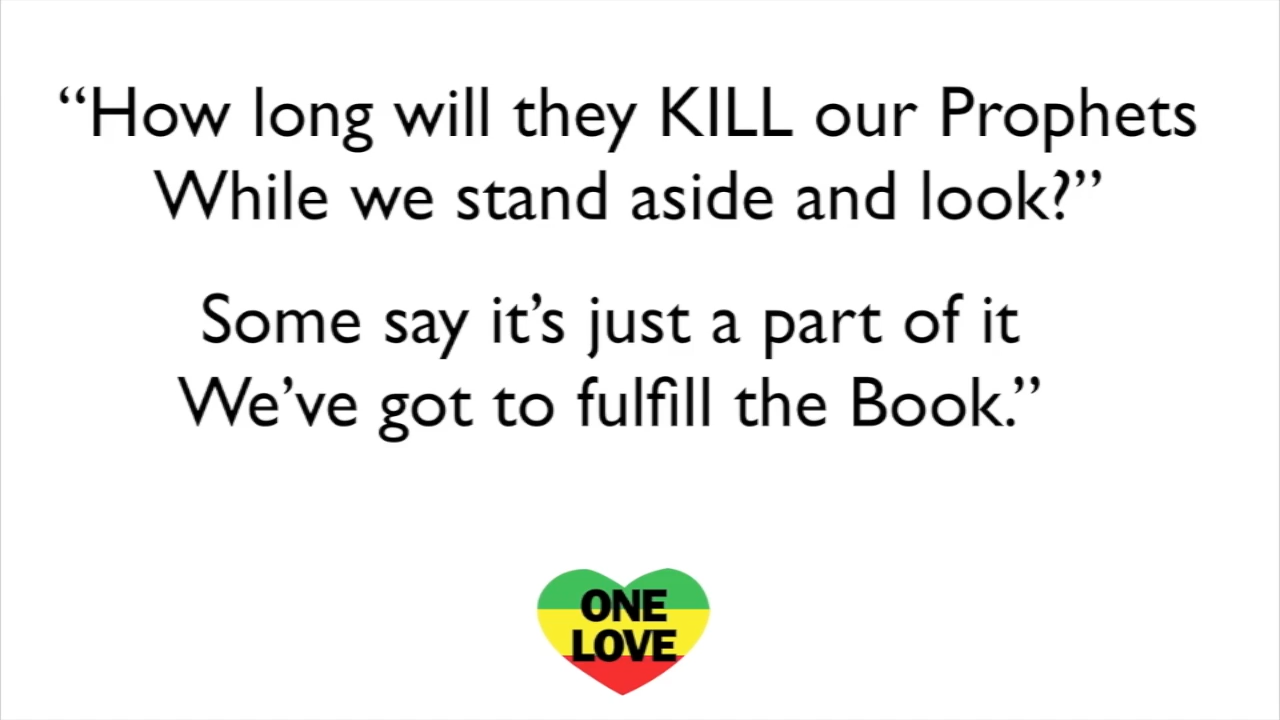 “How long will they KILL our Prophets
While we stand aside and look?”
Some say it’s just a part of it
We’ve got to fulfill the Book.”
ONE
LOVE